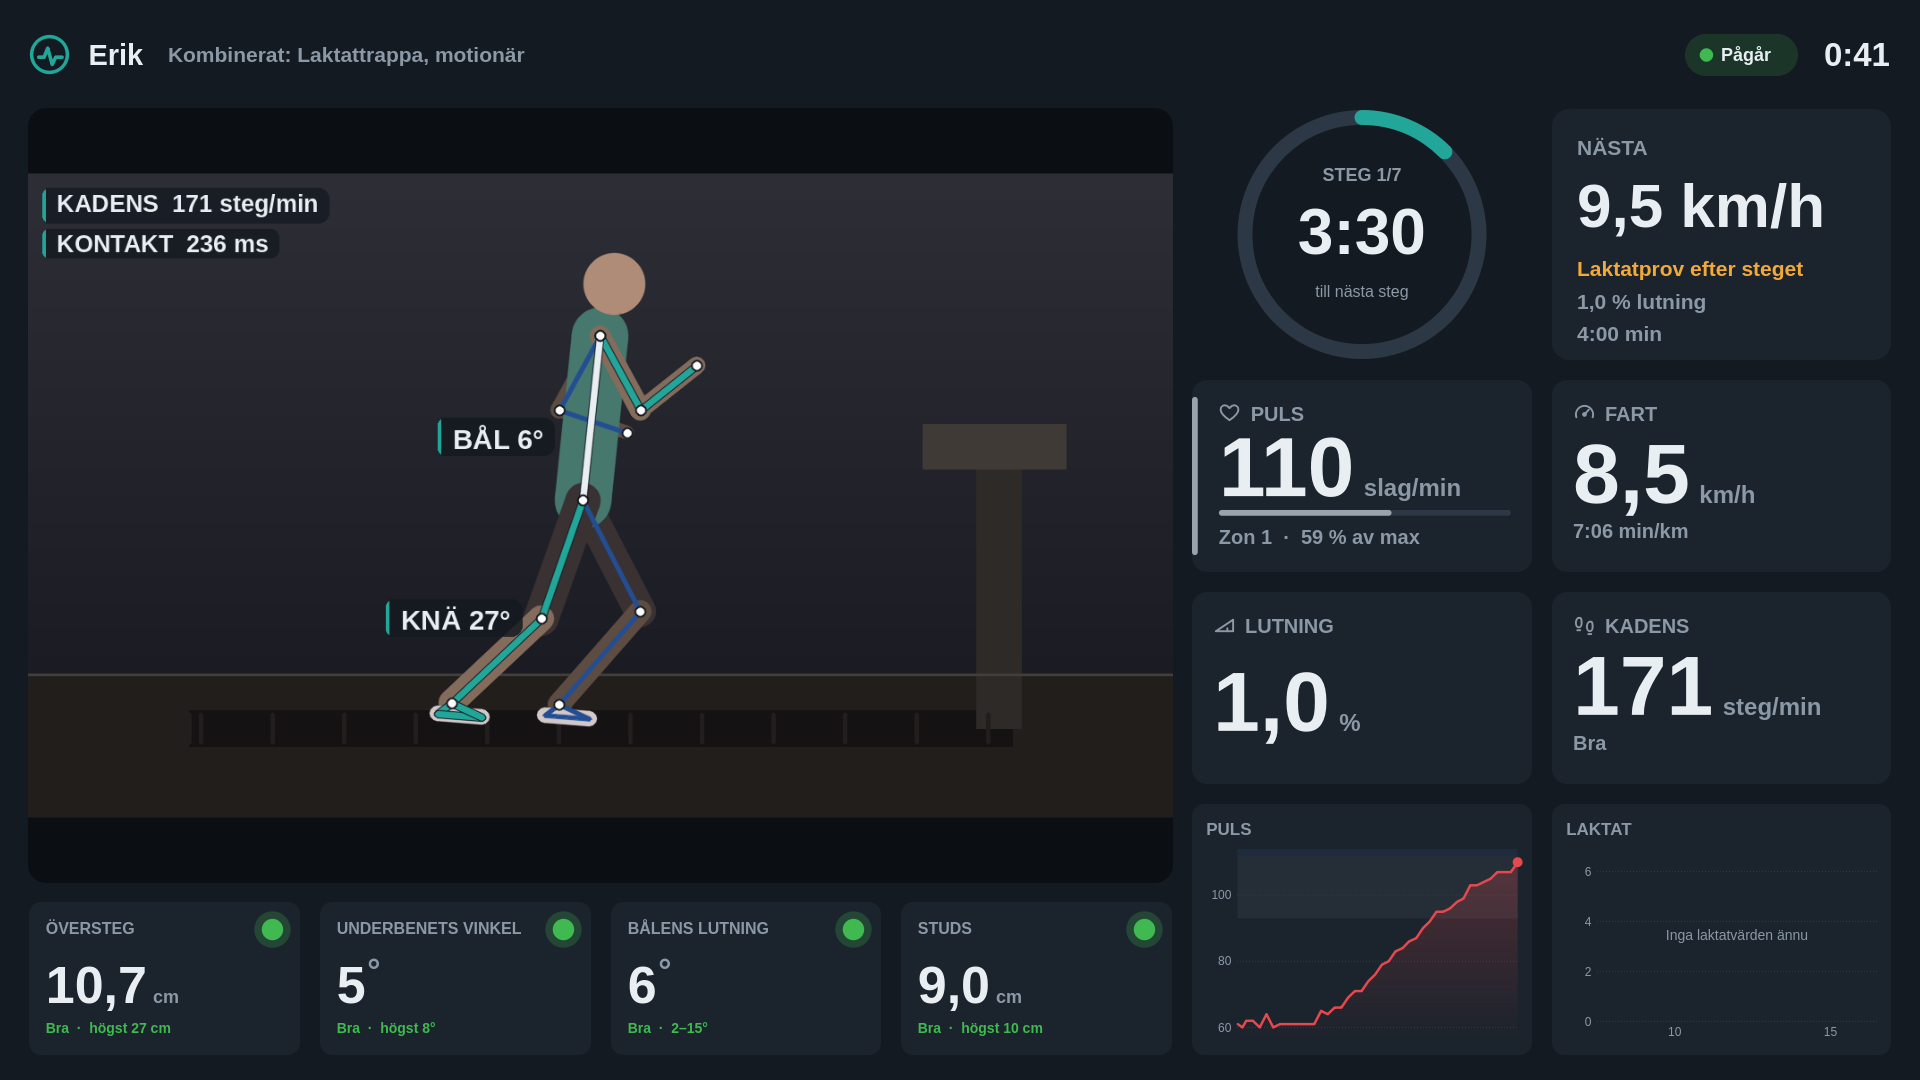 Erik
Kombinerat: Laktattrappa, motionär
Pågår
0:41
KADENS 171 steg/min
KONTAKT 236 ms
BÅL 6°
KNÄ 27°
STEG 1/7
3:30
till nästa steg
NÄSTA
9,5 km/h
Laktatprov efter steget
1,0 % lutning
4:00 min
PULS
110 slag/min
Zon 1 · 59 % av max
FART
8,5 km/h
7:06 min/km
LUTNING
1,0 %
KADENS
171 steg/min
Bra
ÖVERSTEG
10,7 cm
Bra · högst 27 cm
UNDERBENETS VINKEL
5°
Bra · högst 8°
BÅLENS LUTNING
6°
Bra · 2–15°
STUDS
9,0 cm
Bra · högst 10 cm
PULS
100
80
60
LAKTAT
6
4
Inga laktatvärden ännu
2
0
10 15